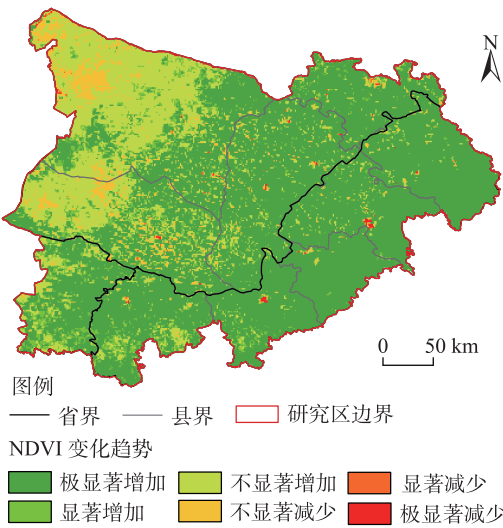 N
0 50 km
图例
省界 县界 研究区边界
NDVI 变化趋势
极显著增加 不显著增加 显著减少
显著增加 不显著减少 极显著减少